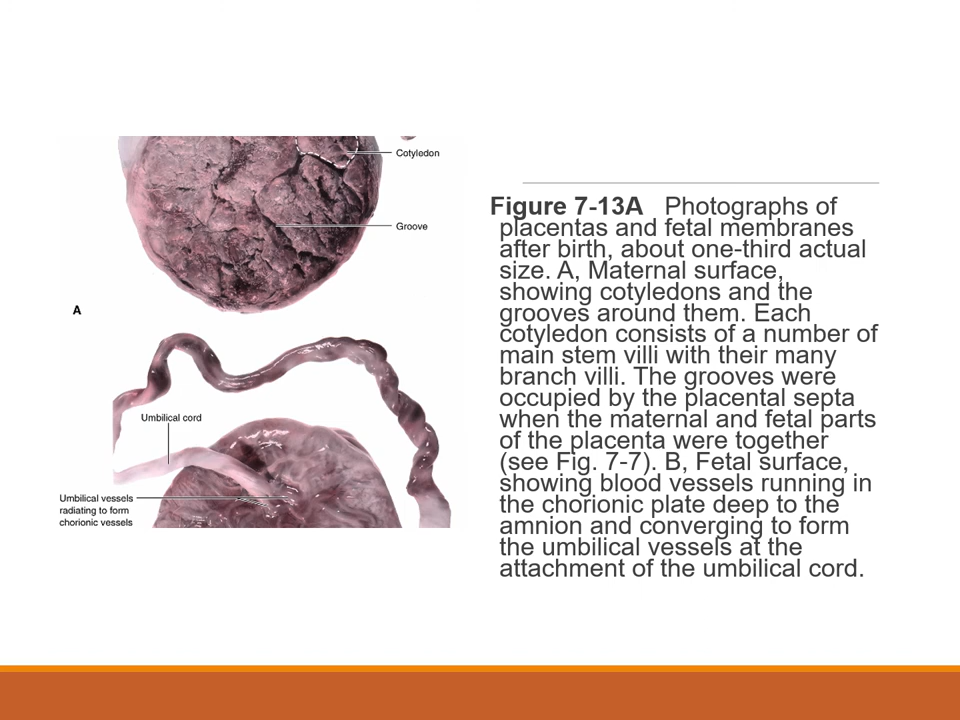 Cotyledon
Groove
A
Umbilical cord
Umbilical vessels
radiating to form
chorionic vessels
Figure 7-13A Photographs of
placentas and fetal membranes
after birth, about one-third actual
size. A, Maternal surface,
showing cotyledons and the
grooves around them. Each
cotyledon consists of a number of
main stem villi with their many
branch villi. The grooves were
occupied by the placental septa
when the maternal and fetal parts
of the placenta were together
(see Fig. 7-7). B, Fetal surface,
showing blood vessels running in
the chorionic plate deep to the
amnion and converging to form
the umbilical vessels at the
attachment of the umbilical cord.